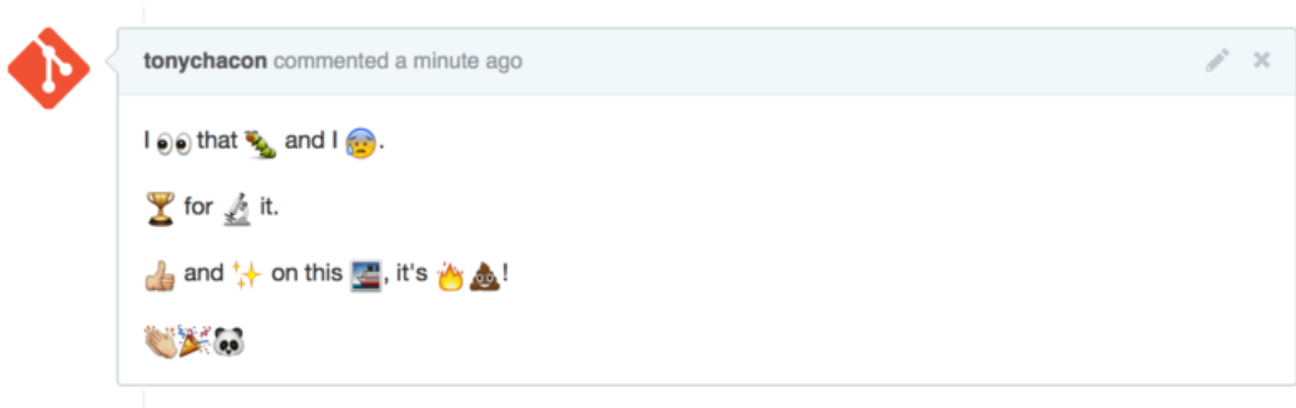 tonychacon commented a minute ago
I 👀 that 🐛 and I 😰.
🏆 for 🔬 it.
👍 and ✨ on this 🚢, it's 🔥💩!
👏🎉🐼